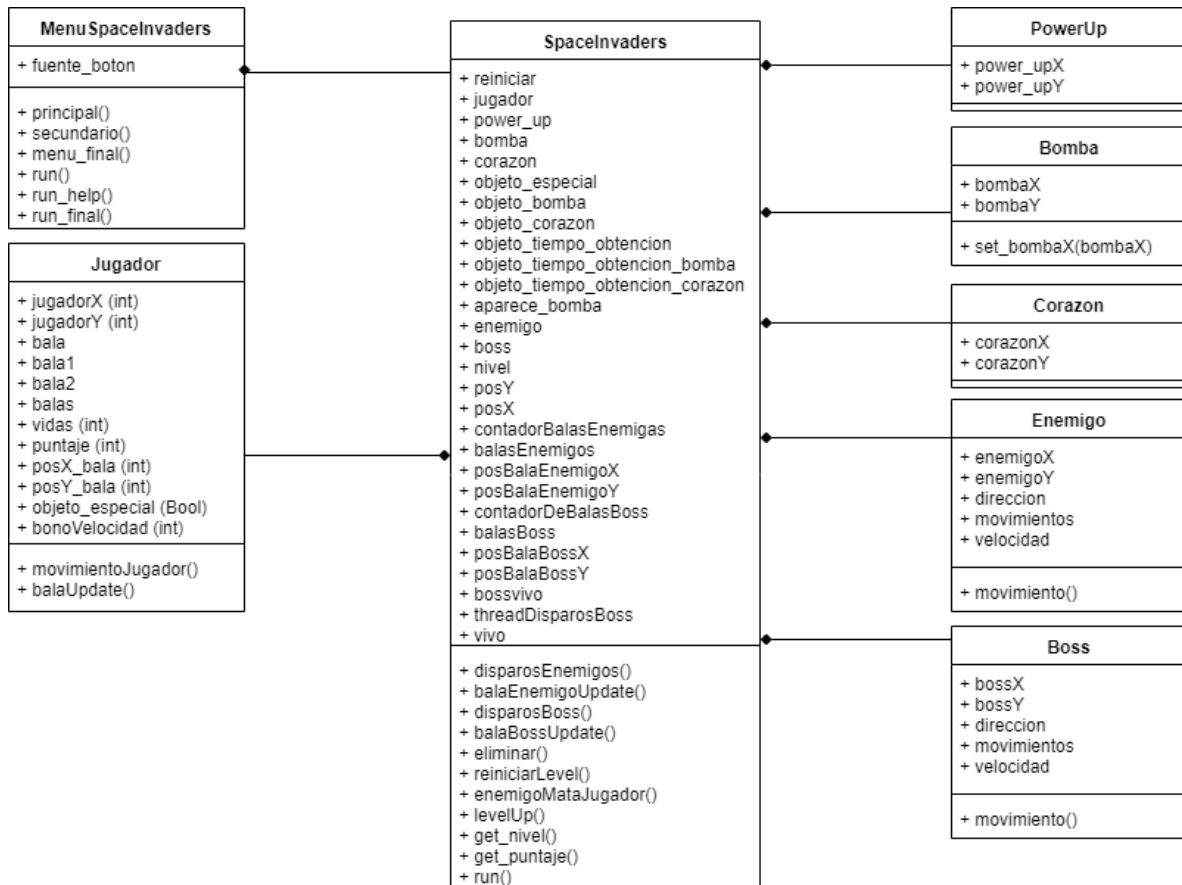 MenuSpaceInvaders
+ fuente_boton
+ principal()
+ secundario()
+ menu_final()
+ run()
+ run_help()
+ run_final()
Jugador
+ jugadorX (int)
+ jugadorY (int)
+ bala
+ bala1
+ bala2
+ balas
+ vidas (int)
+ puntaje (int)
+ posX_bala (int)
+ posY_bala (int)
+ objeto_especial (Bool)
+ bonoVelocidad (int)
+ movimientoJugador()
+ balaUpdate()
SpaceInvaders
+ reiniciar
+ jugador
+ power_up
+ bomba
+ corazon
+ objeto_especial
+ objeto_bomba
+ objeto_corazon
+ objeto_tiempo_obtencion
+ objeto_tiempo_obtencion_bomba
+ objeto_tiempo_obtencion_corazon
+ aparece_bomba
+ enemigo
+ boss
+ nivel
+ posY
+ posX
+ contadorBalasEnemigas
+ balasEnemigos
+ posBalaEnemigoX
+ posBalaEnemigoY
+ contadorDeBalasBoss
+ balasBoss
+ posBalaBossX
+ posBalaBossY
+ bossvivo
+ threadDisparosBoss
+ vivo
+ disparosEnemigos()
+ balaEnemigoUpdate()
+ disparosBoss()
+ balaBossUpdate()
+ eliminar()
+ reiniciarLevel()
+ enemigoMataJugador()
+ levelUp()
+ get_nivel()
+ get_puntaje()
+ run()
PowerUp
+ power_upX
+ power_upY
Bomba
+ bombaX
+ bombaY
+ set_bombaX(bombaX)
Corazon
+ corazonX
+ corazonY
Enemigo
+ enemigoX
+ enemigoY
+ direccion
+ movimientos
+ velocidad
+ movimiento()
Boss
+ bossX
+ bossY
+ direccion
+ movimientos
+ velocidad
+ movimiento()